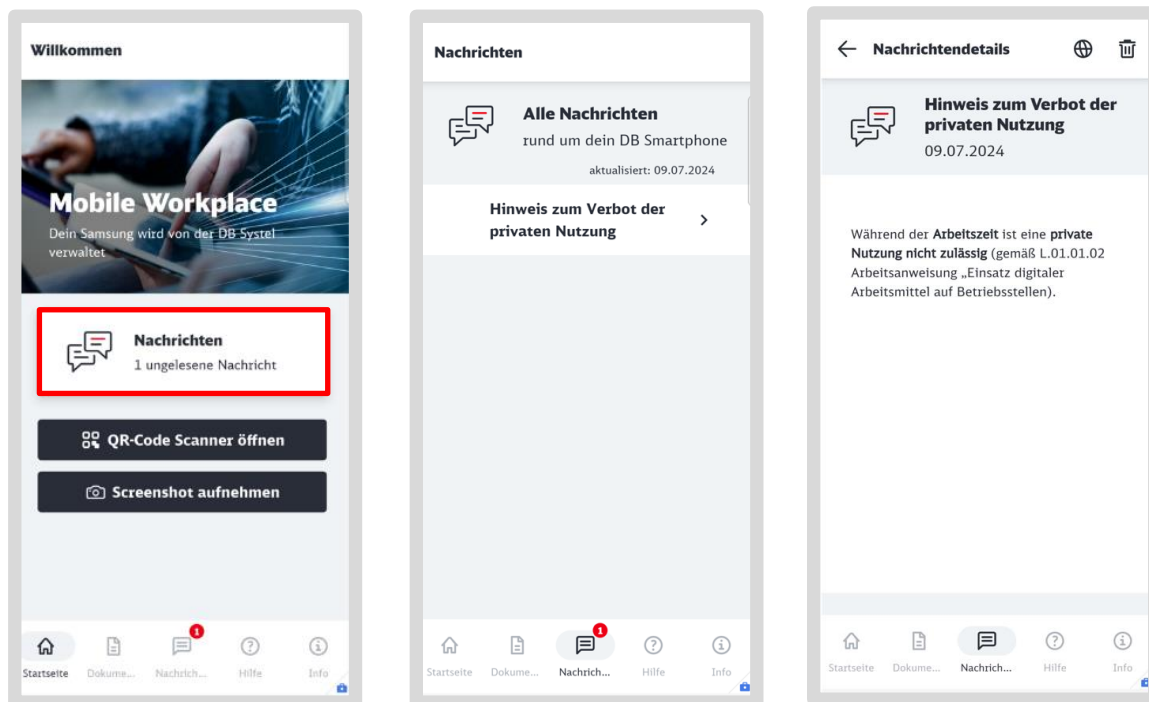 Willkommen
Mobile Workplace
Dein Samsung wird von der DB Systel
verwaltet
Nachrichten
1 ungelesene Nachricht
QR-Code Scanner öffnen
Screenshot aufnehmen
1
Startseite Dokume... Nachrich... Hilfe Info
Nachrichten
Alle Nachrichten
rund um dein DB Smartphone
aktualisiert: 09.07.2024
Hinweis zum Verbot der
privaten Nutzung
1
Startseite Dokume... Nachrich... Hilfe Info
Nachrichtendetails
Hinweis zum Verbot der
privaten Nutzung
09.07.2024
Während der Arbeitszeit ist eine private
Nutzung nicht zulässig (gemäß L.01.01.02
Arbeitsanweisung „Einsatz digitaler
Arbeitsmittel auf Betriebsstellen).
Startseite Dokume... Nachrich... Hilfe Info